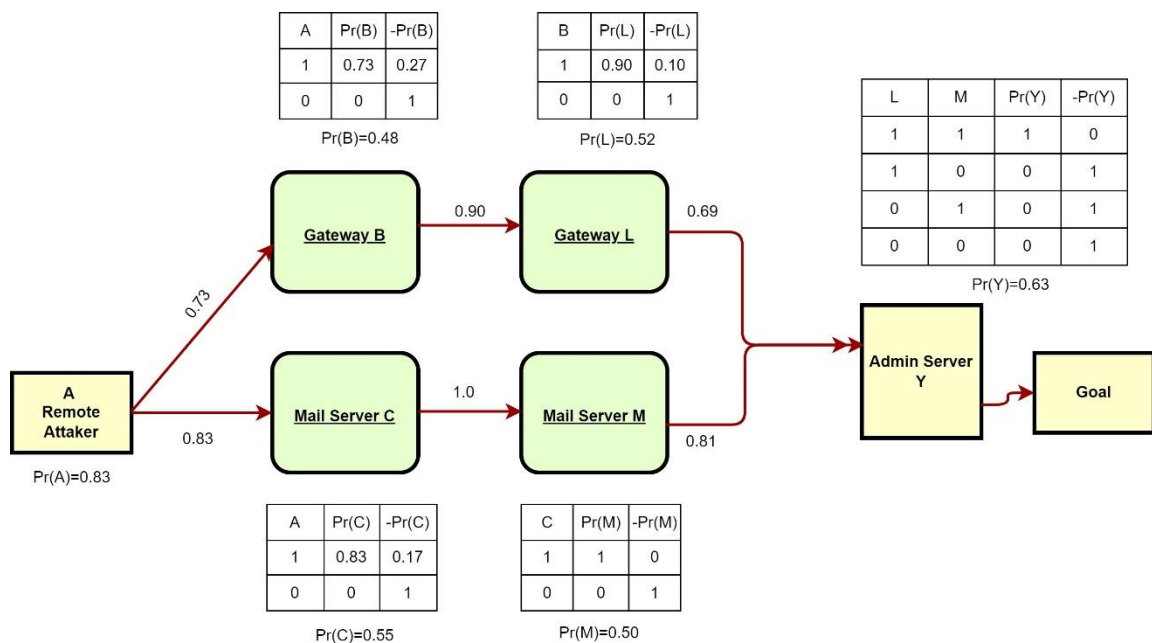 A Pr(B) -Pr(B)
1 0.73 0.27
0 0 1
Pr(B)=0.48
B Pr(L) -Pr(L)
1 0.90 0.10
0 0 1
Pr(L)=0.52
L M Pr(Y) -Pr(Y)
1 1 1 0
1 0 0 1
0 1 0 1
0 0 0 1
Pr(Y)=0.63
Gateway B
0.90
Gateway L
0.69
0.73
A
Remote
Attaker
Pr(A)=0.83
0.83
Mail Server C
1.0
Mail Server M
0.81
Admin Server
Y
Goal
A Pr(C) -Pr(C)
1 0.83 0.17
0 0 1
Pr(C)=0.55
C Pr(M) -Pr(M)
1 1 0
0 0 1
Pr(M)=0.50